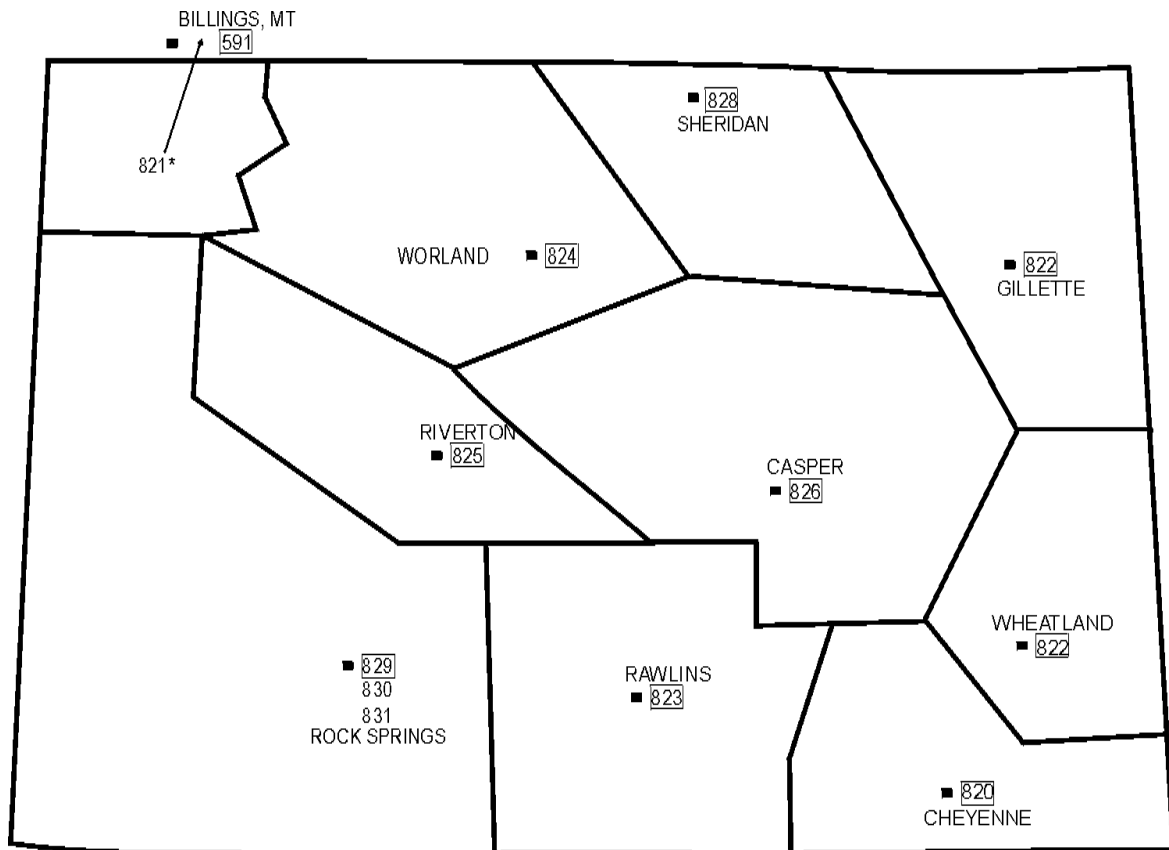 BILLINGS, MT
591
828
SHERIDAN
821*
WORLAND
824
822
GILLETTE
RIVERTON
825
CASPER
826
WHEATLAND
822
829
830
831
ROCK SPRINGS
RAWLINS
823
820
CHEYENNE